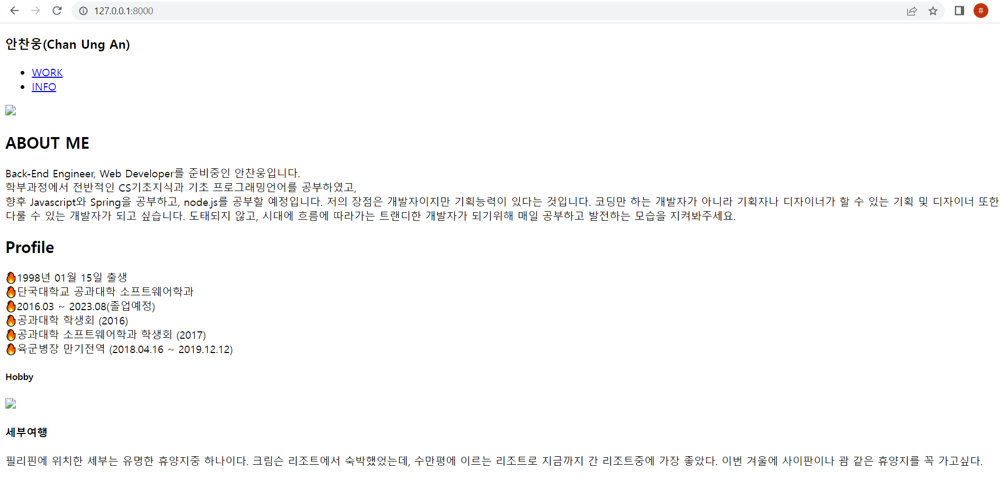 127.0.0.1:8000
휴
안찬웅(Chan Ung An)
WORK
INFO
ABOUT ME
Back-End Engineer, Web Developer를 준비중인 안찬웅입니다.
학부과정에서 전반적인 CS기초지식과 기초 프로그래밍언어를 공부하였고,
향후 Javascript와 Spring을 공부하고, node.js를 공부할 예정입니다. 저의 장점은 개발자이지만 기획능력이 있다는 것입니다. 코딩만 하는 개발자가 아니라 기획자나 디자이너가 할 수 있는 기획 및 디자이너 또한
다룰 수 있는 개발자가 되고 싶습니다. 도태되지 않고, 시대에 흐름에 따라가는 트랜디한 개발자가 되기위해 매일 공부하고 발전하는 모습을 지켜봐주세요.
Profile
🔥1998년 01월 15일 출생
🔥단국대학교 공과대학 소프트웨어학과
🔥2016.03 ~ 2023.08(졸업예정)
🔥공과대학 학생회 (2016)
🔥공과대학 소프트웨어학과 학생회 (2017)
🔥육군병장 만기전역 (2018.04.16 ~ 2019.12.12)
Hobby
세부여행
필리핀에 위치한 세부는 유명한 휴양지중 하나이다. 크림슨 리조트에서 숙박했었는데, 수만평에 이르는 리조트로 지금까지 간 리조트중에 가장 좋았다. 이번 겨울에 사이판이나 괌 같은 휴양지를 꼭 가고싶다.